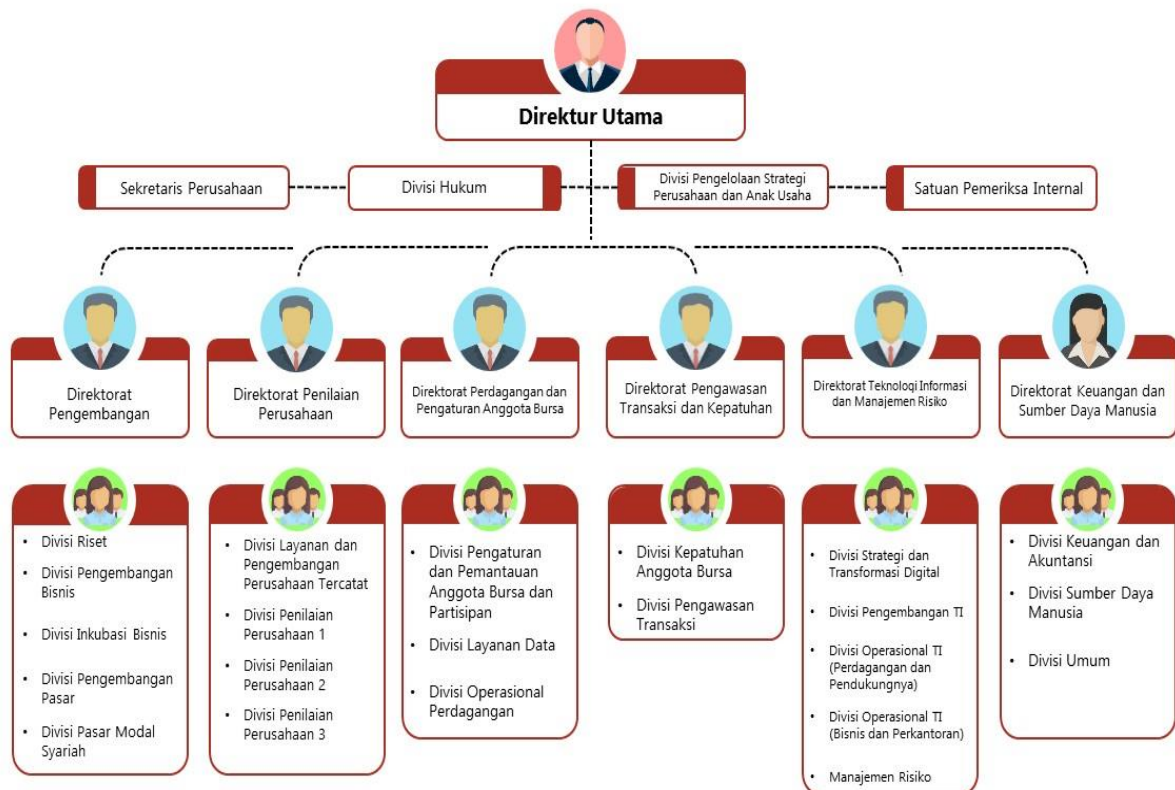 Direktur Utama
Sekretaris Perusahaan
Divisi Hukum
Divisi Pengelolaan Strategi
Perusahaan dan Anak Usaha
Satuan Pemeriksa Internal
Direktorat
Pengembangan
Direktorat Penilaian
Perusahaan
Direktorat Perdagangan dan
Pengaturan Anggota Bursa
Direktorat Pengawasan
Transaksi dan Kepatuhan
Direktorat Teknologi Informasi
dan Manajemen Risiko
Direktorat Keuangan dan
Sumber Daya Manusia
• Divisi Riset
• Divisi Pengembangan
Bisnis
• Divisi Inkubasi Bisnis
• Divisi Pengembangan
Pasar
• Divisi Pasar Modal
Syariah
• Divisi Layanan dan
Pengembangan
Perusahaan Tercatat
• Divisi Penilaian
Perusahaan 1
• Divisi Penilaian
Perusahaan 2
• Divisi Penilaian
Perusahaan 3
• Divisi Pengaturan
dan Pemantauan
Anggota Bursa dan
Partisipan
• Divisi Layanan Data
• Divisi Operasional
Perdagangan
• Divisi Kepatuhan
Anggota Bursa
• Divisi Pengawasan
Transaksi
• Divisi Strategi dan
Transformasi Digital
• Divisi Pengembangan TI
• Divisi Operasional TI
(Perdagangan dan
Pendukungnya)
• Divisi Operasional TI
(Bisnis dan Perkantoran)
• Manajemen Risiko
• Divisi Keuangan dan
Akuntansi
• Divisi Sumber Daya
Manusia
• Divisi Umum